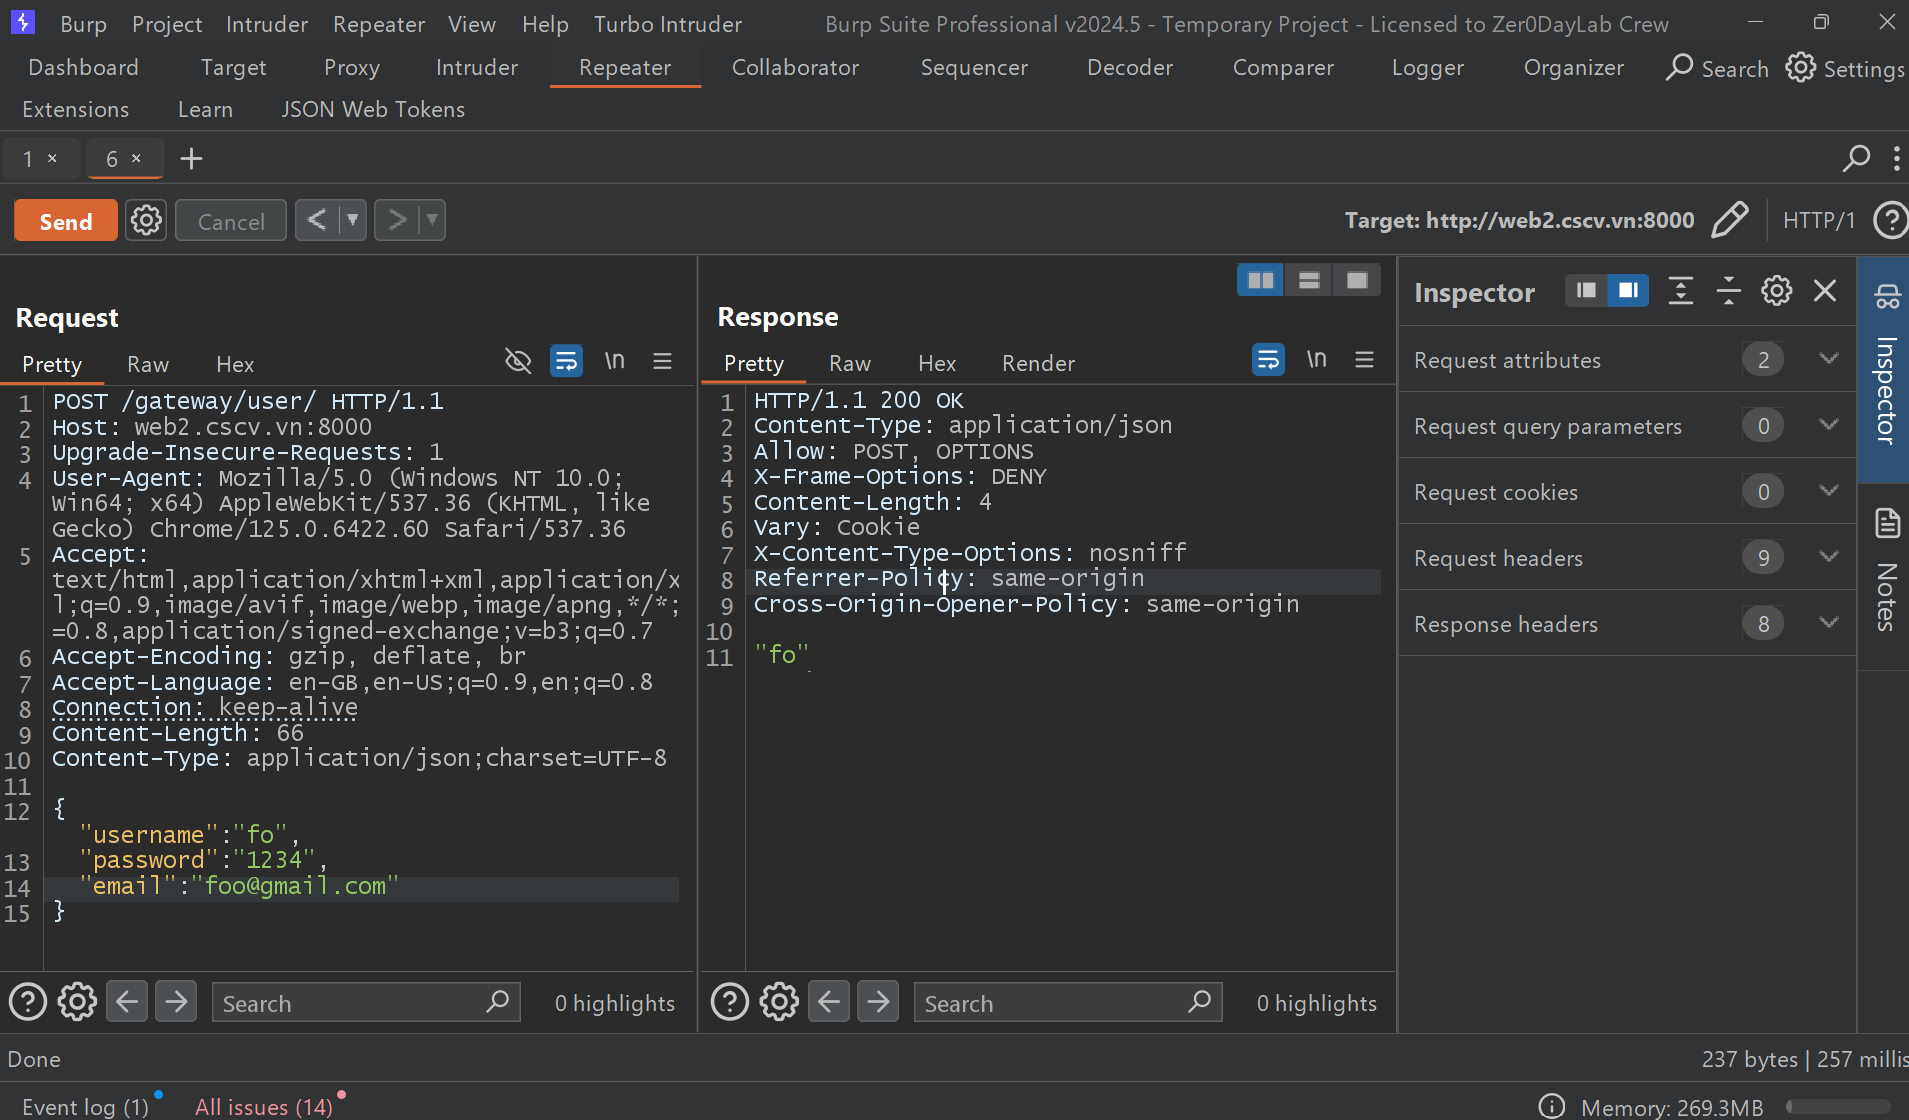 Burp Project Intruder Repeater View Help Turbo Intruder Burp Suite Professional v2024.5 - Temporary Project - Licensed to Zer0DayLab Crew
Dashboard Target Proxy Intruder Repeater Collaborator Sequencer Decoder Comparer Logger Organizer Search Settings
Extensions Learn JSON Web Tokens
1 × 6 × +
Send Cancel < ▼ > ▼ Target: http://web2.cscv.vn:8000 HTTP/1 ?
Request
Pretty Raw Hex \n
1 POST /gateway/user/ HTTP/1.1
2 Host: web2.cscv.vn:8000
3 Upgrade-Insecure-Requests: 1
4 User-Agent: Mozilla/5.0 (Windows NT 10.0;
Win64; x64) AppleWebKit/537.36 (KHTML, like
Gecko) Chrome/125.0.6422.60 Safari/537.36
5 Accept:
text/html,application/xhtml+xml,application/x
l;q=0.9,image/avif,image/webp,image/apng,*/*;
=0.8,application/signed-exchange;v=b3;q=0.7
6 Accept-Encoding: gzip, deflate, br
7 Accept-Language: en-GB,en-US;q=0.9,en;q=0.8
8 Connection: keep-alive
9 Content-Length: 66
10 Content-Type: application/json;charset=UTF-8
11
12 {
"username":"fo",
13 "password":"1234",
14 "email":"foo@gmail.com"
15 }
? Search 0 highlights
Response
Pretty Raw Hex Render \n
1 HTTP/1.1 200 OK
2 Content-Type: application/json
3 Allow: POST, OPTIONS
4 X-Frame-Options: DENY
5 Content-Length: 4
6 Vary: Cookie
7 X-Content-Type-Options: nosniff
8 Referrer-Policy: same-origin
9 Cross-Origin-Opener-Policy: same-origin
10
11 "fo"
? Search 0 highlights
Inspector
Request attributes 2
Request query parameters 0
Request cookies 0
Request headers 9
Response headers 8
Inspector
Notes
Done 237 bytes | 257 millis
Event log (1) All issues (14) Memory: 269.3MB